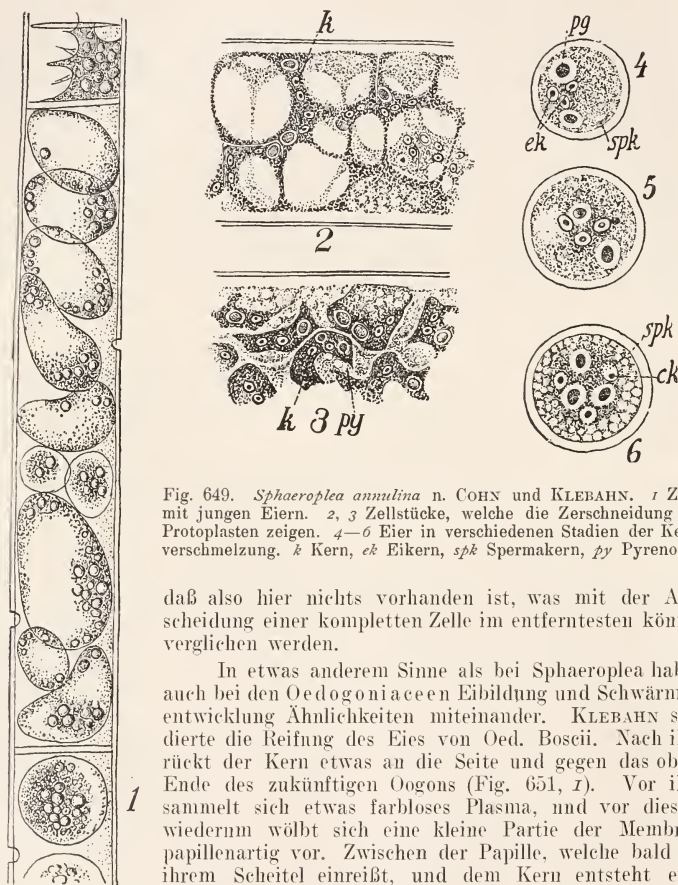 k
pg
4
ek
spk
5
2
spk
ck
k 3 py
6
1
Fig. 649. Sphaeroplea annulina n. COHN und KLEBAHN. 1 Z
mit jungen Eiern. 2, 3 Zellstücke, welche die Zerschneidung
Protoplasten zeigen. 4—6 Eier in verschiedenen Stadien der Ke
verschmelzung. k Kern, ek Eikern, spk Spermakern, py Pyreno
daß also hier nichts vorhanden ist, was mit der A
scheidung einer kompletten Zelle im entferntesten kön
verglichen werden.
In etwas anderem Sinne als bei Sphaeroplea hab
auch bei den Oedogoniaceen Eibildung und Schwärm
entwicklung Ähnlichkeiten miteinander. KLEBAHN s
dierte die Reifung des Eies von Oed. Boscii. Nach i
rückt der Kern etwas an die Seite und gegen das ob
Ende des zukünftigen Oogons (Fig. 651, 1). Vor i
sammelt sich etwas farbloses Plasma, und vor dies
wiederum wölbt sich eine kleine Partie der Memb
papillenartig vor. Zwischen der Papille, welche bald
ihrem Scheitel einreißt, und dem Kern entsteht e